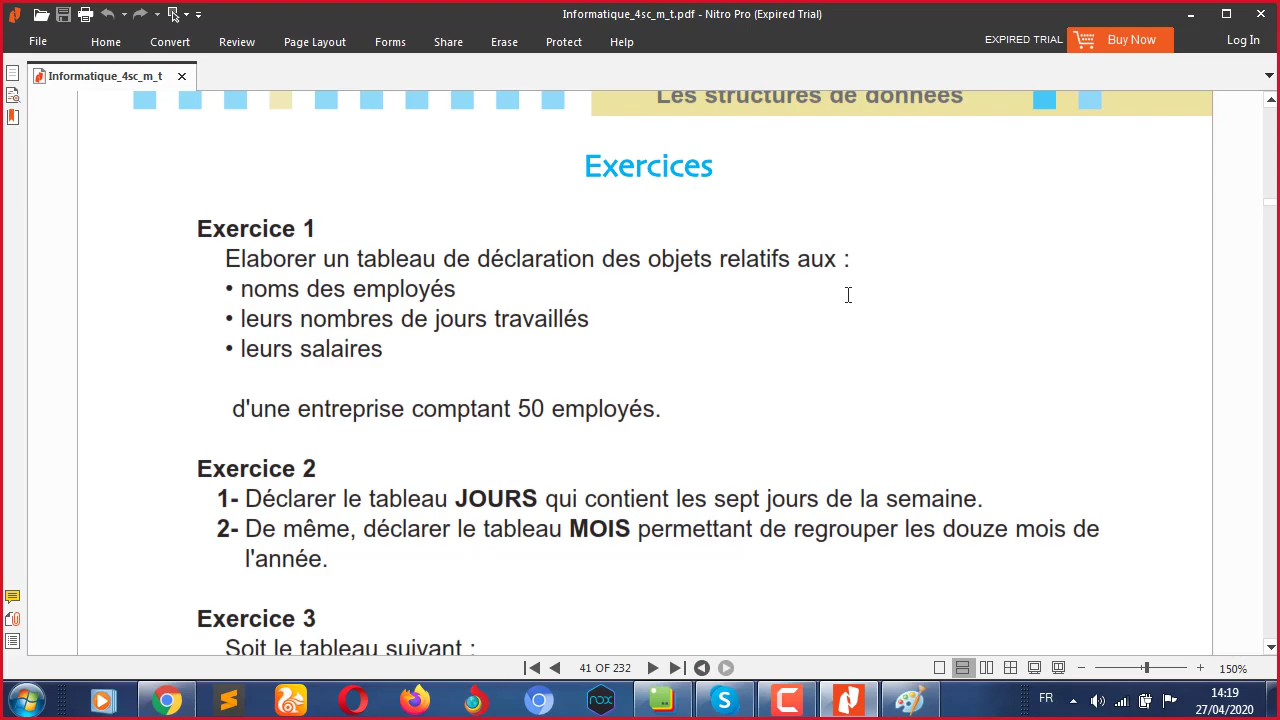 Informatique_4sc_m_t.pdf - Nitro Pro (Expired Trial)
File Home Convert Review Page Layout Forms Share Erase Protect Help EXPIRED TRIAL Buy Now Log In
Informatique_4sc_m_t
Les structures de données
Exercices
Exercice 1
Elaborer un tableau de déclaration des objets relatifs aux :
• noms des employés
• leurs nombres de jours travaillés
• leurs salaires
d'une entreprise comptant 50 employés.
Exercice 2
1- Déclarer le tableau JOURS qui contient les sept jours de la semaine.
2- De même, déclarer le tableau MOIS permettant de regrouper les douze mois de
l'année.
Exercice 3
Soit le tableau suivant :
41 OF 232 150%
nox
FR 14:19
27/04/2020